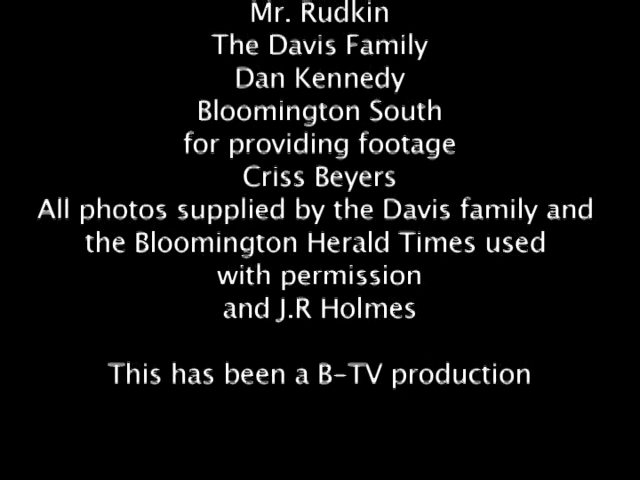 Mr. Rudkin
The Davis Family
Dan Kennedy
Bloomington South
for providing footage
Criss Beyers
All photos supplied by the Davis family and
the Bloomington Herald Times used
with permission
and J.R Holmes
This has been a B-TV production